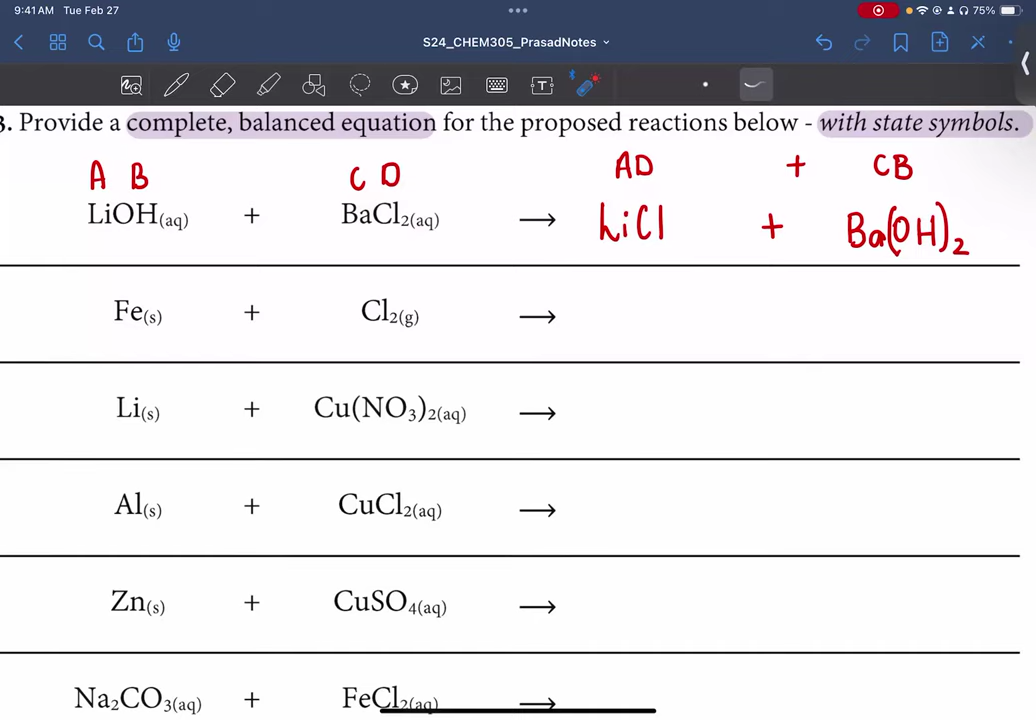 9:41 AM Tue Feb 27 75%
S24_CHEM305_PrasadNotes
3. Provide a complete, balanced equation for the proposed reactions below - with state symbols.
A B C D AD + CB
LiOH(aq) + BaCl₂(aq) ⟶ LiCl + Ba(OH)₂
Fe(s) + Cl₂(g) ⟶
Li(s) + Cu(NO₃)₂(aq) ⟶
Al(s) + CuCl₂(aq) ⟶
Zn(s) + CuSO₄(aq) ⟶
Na₂CO₃(aq) + FeCl₂(aq) ⟶